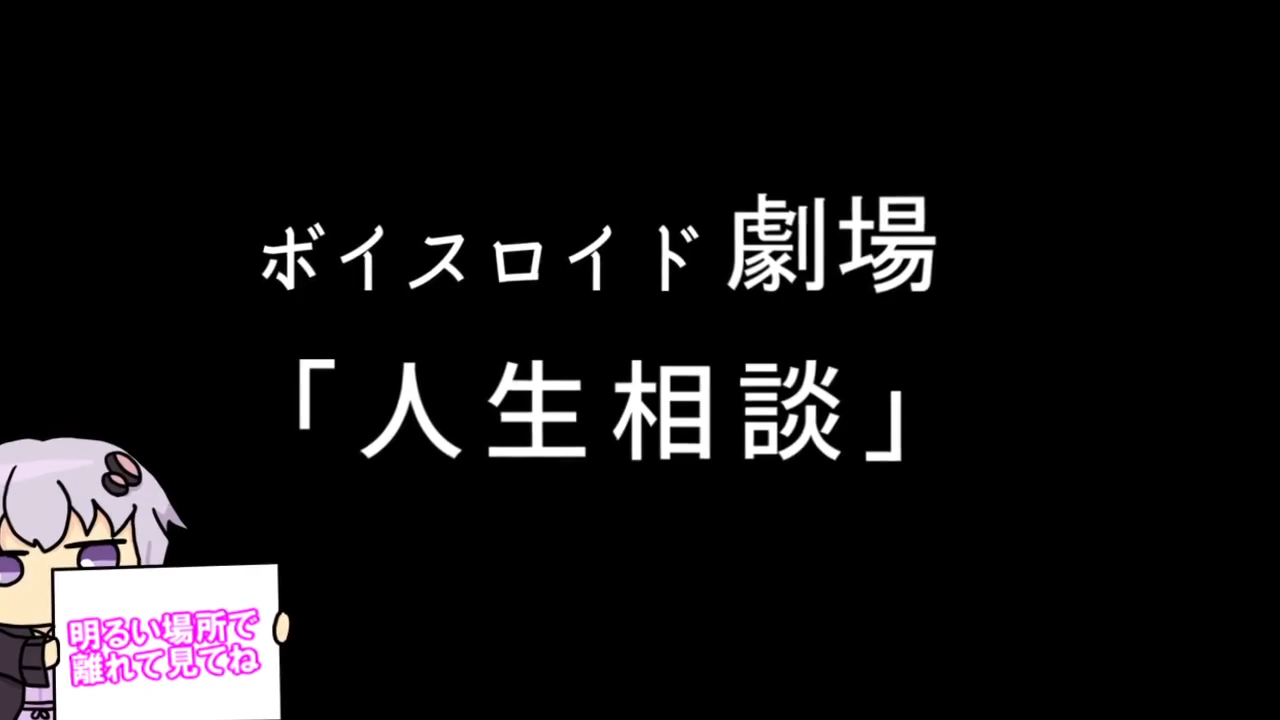 ボイスロイド劇場
「人生相談」
明るい場所で
離れて見てね